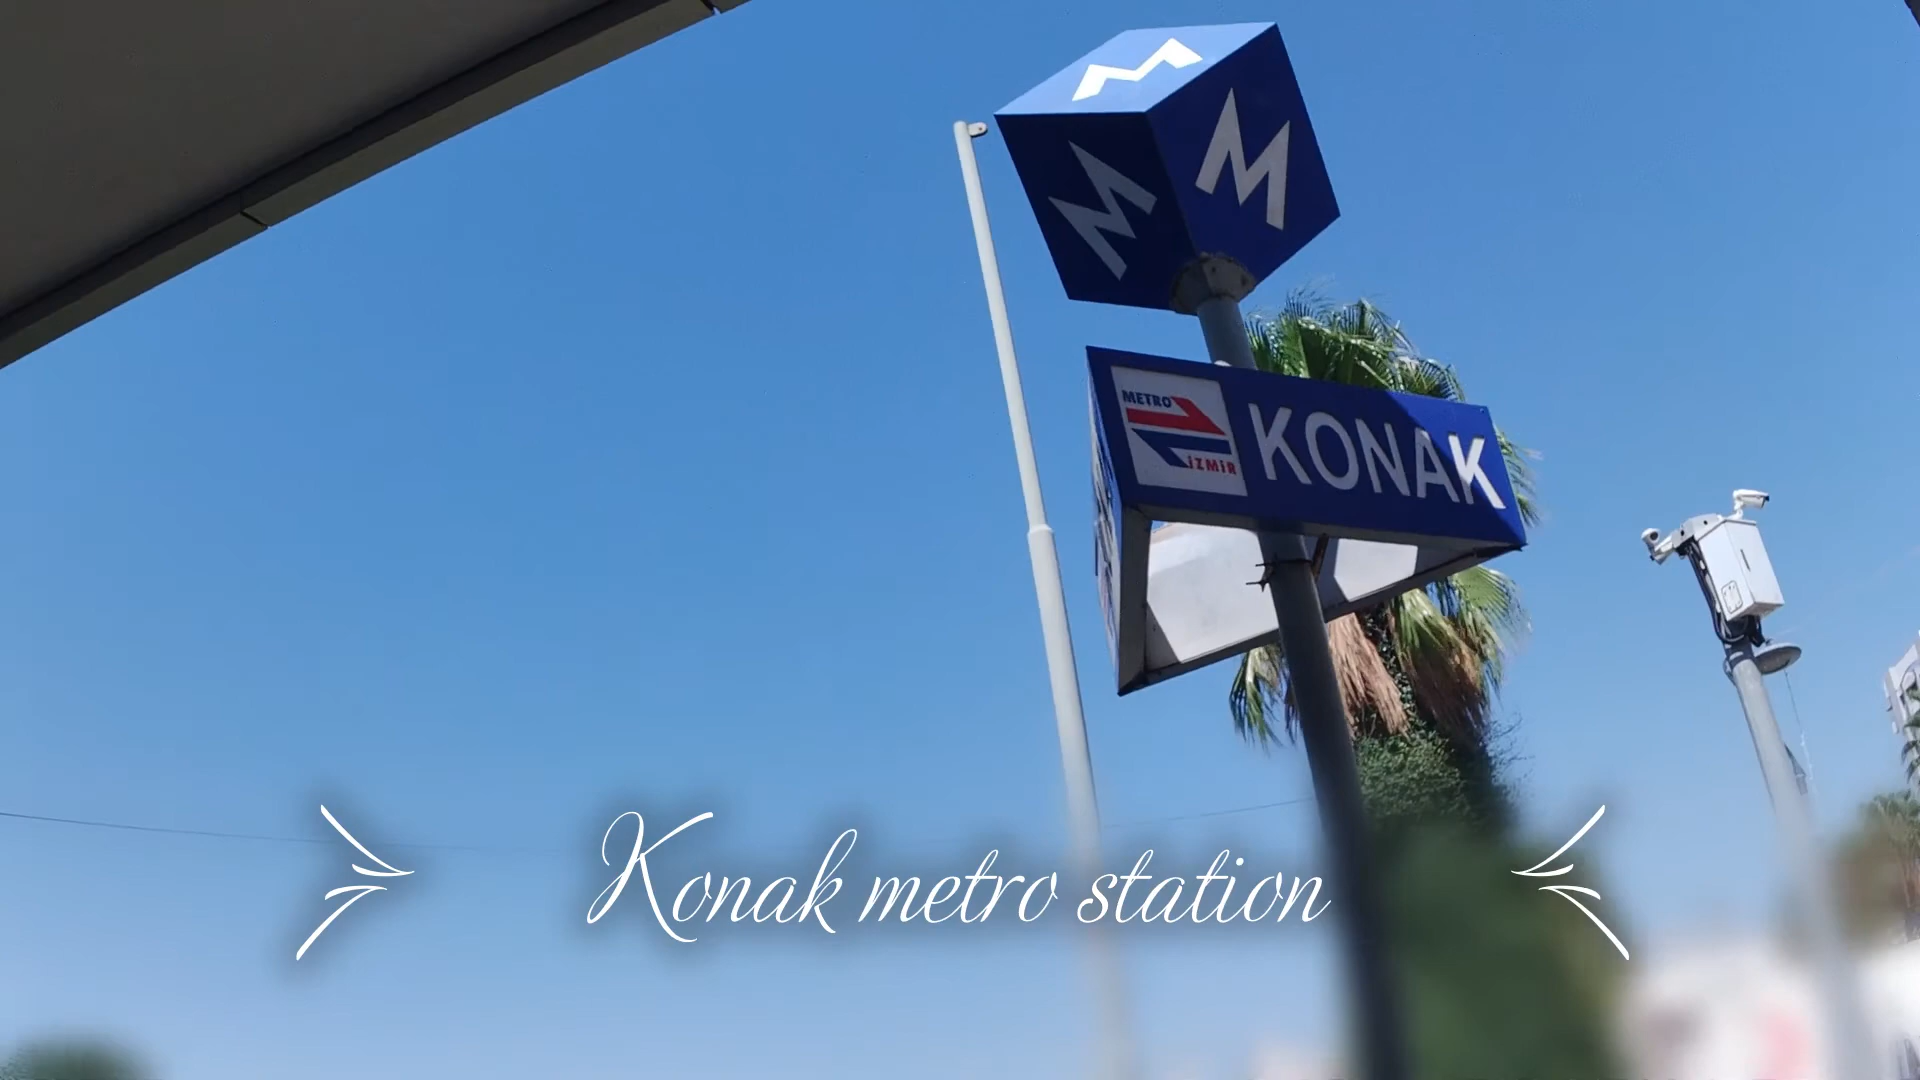 M
M M
METRO
İZMİR
KONAK
Konak metro station